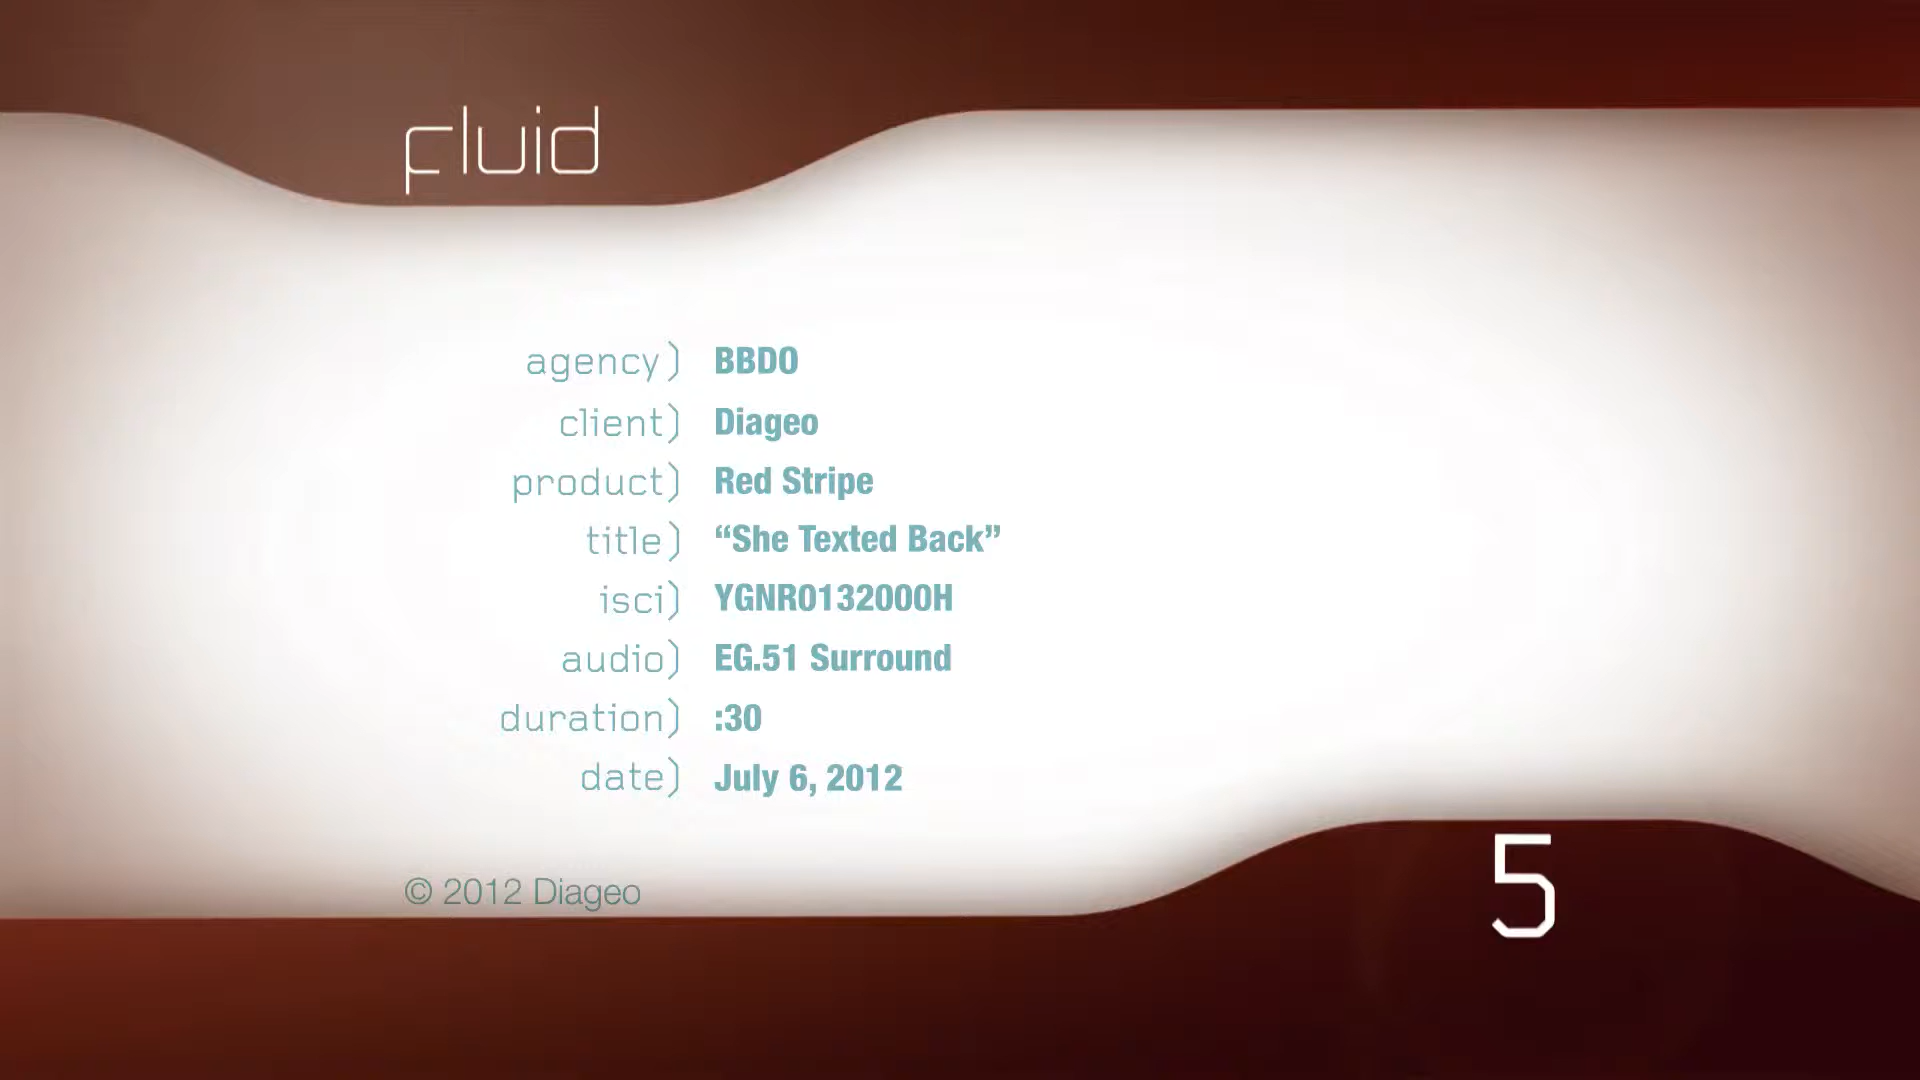 fluid
agency) BBDO
client) Diageo
product) Red Stripe
title) “She Texted Back”
isci) YGNR0132000H
audio) EG.51 Surround
duration) :30
date) July 6, 2012
© 2012 Diageo
5